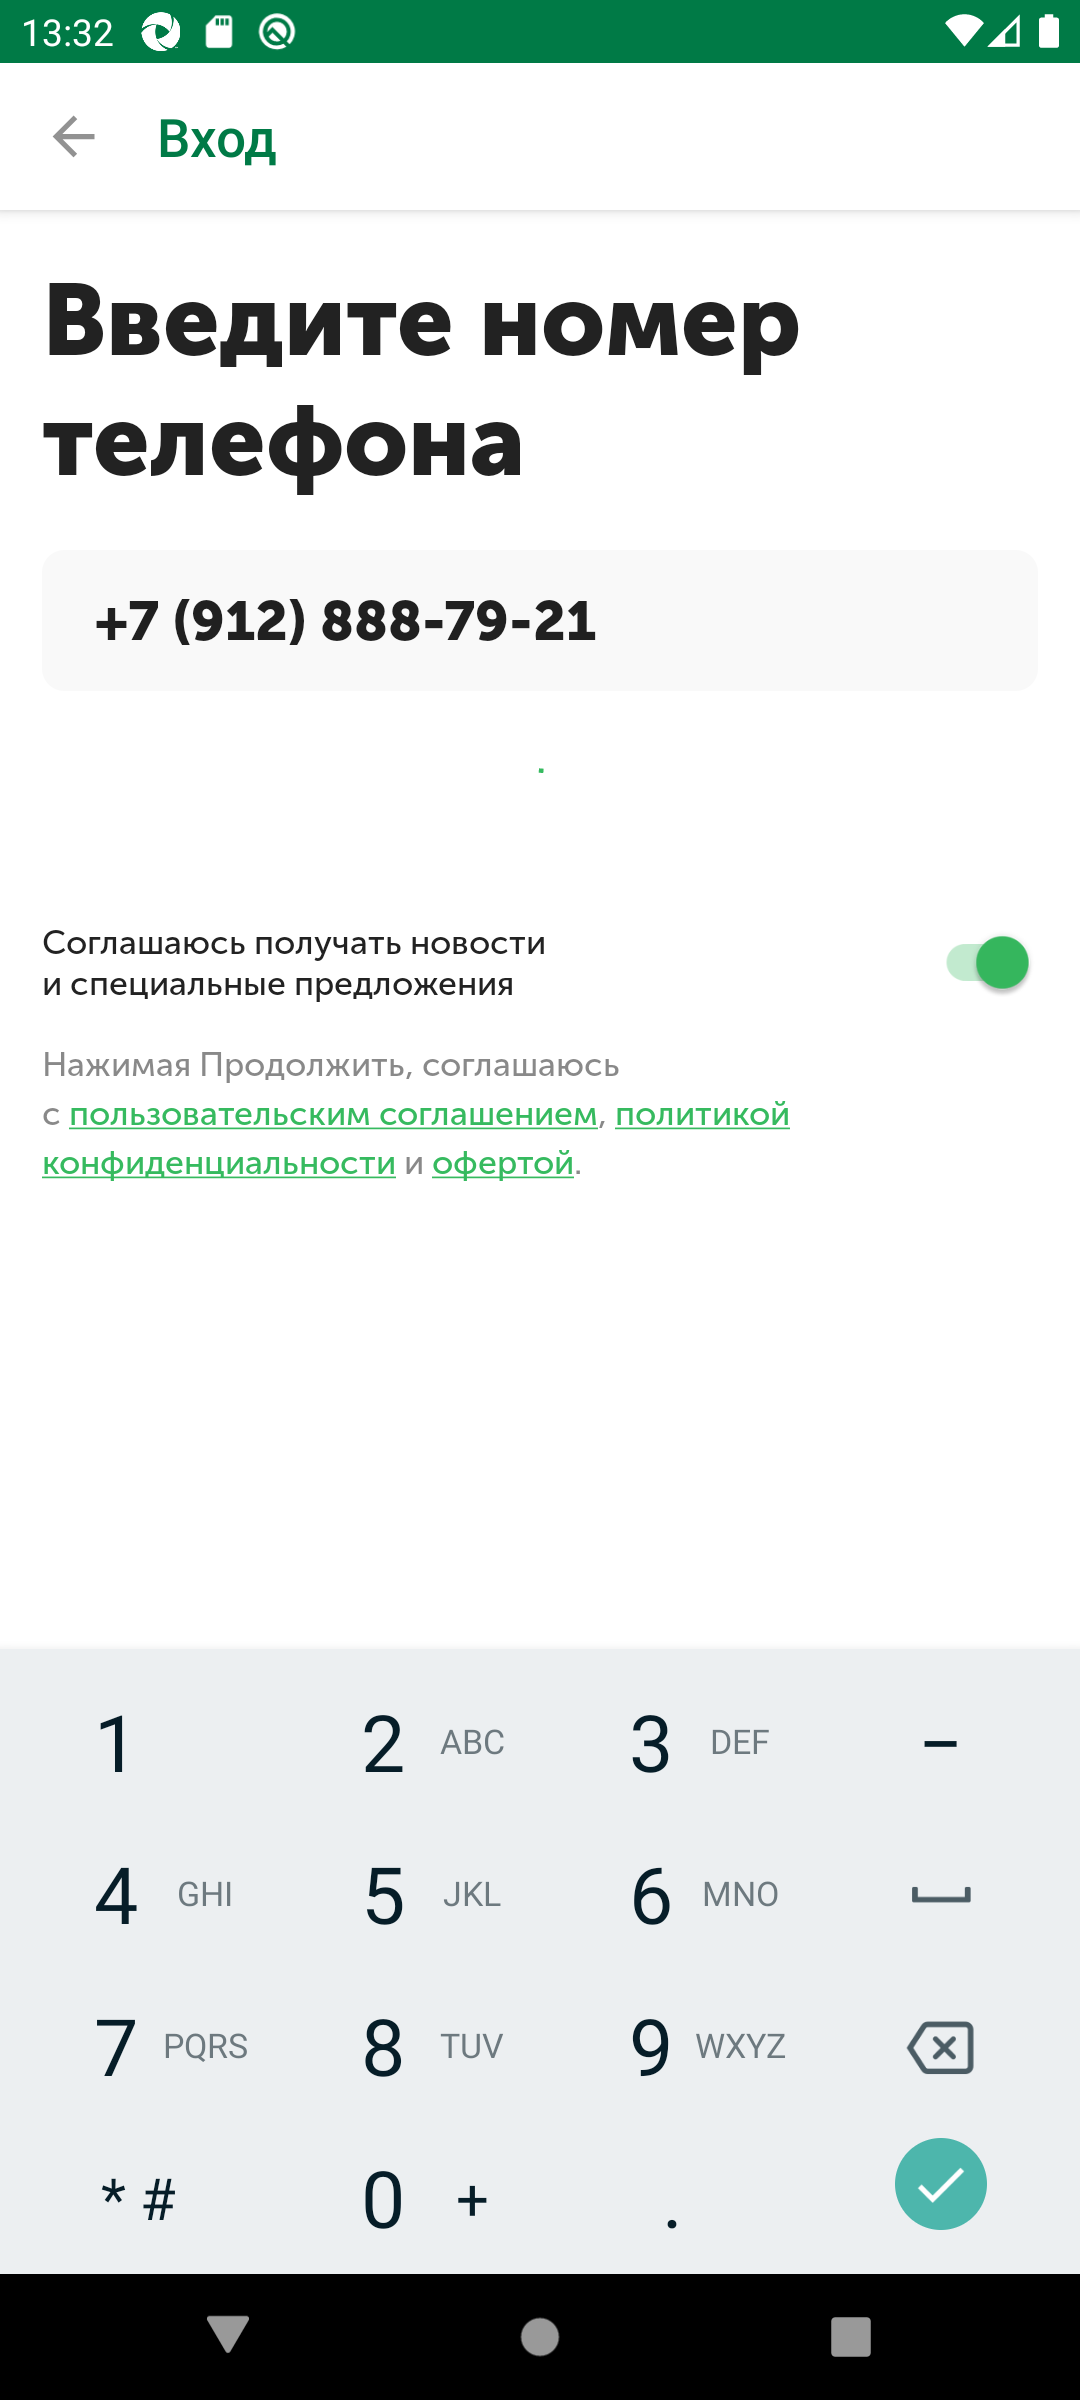 13:32
Вход
Введите номер
телефона
+7 (912) 888-79-21
Соглашаюсь получать новости
и специальные предложения
Нажимая Продолжить, соглашаюсь
с пользовательским соглашением, политикой
конфиденциальности и офертой.
1 2 ABC 3 DEF –
4 GHI 5 JKL 6 MNO
7 PQRS 8 TUV 9 WXYZ
* # 0 + .